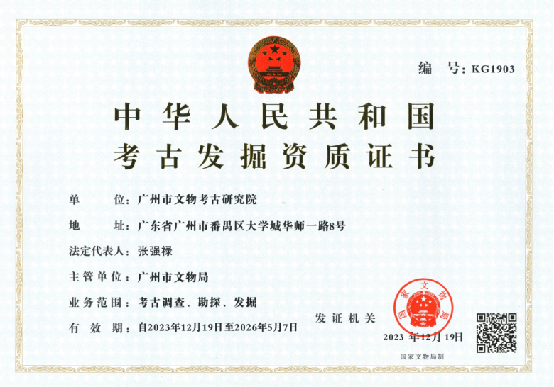 编 号: KG1903
中华人民共和国
考古发掘资质证书
单 位: 广州市文物考古研究院
地 址: 广东省广州市番禺区大学城华师一路8号
法定代表人: 张强禄
主管单位: 广州市文物局
业务范围: 考古调查、勘探、发掘
有 效 期: 自2023年12月19日至2026年5月7日
发 证 机 关
国家文物局
2023 年12月19日
国家文物局制